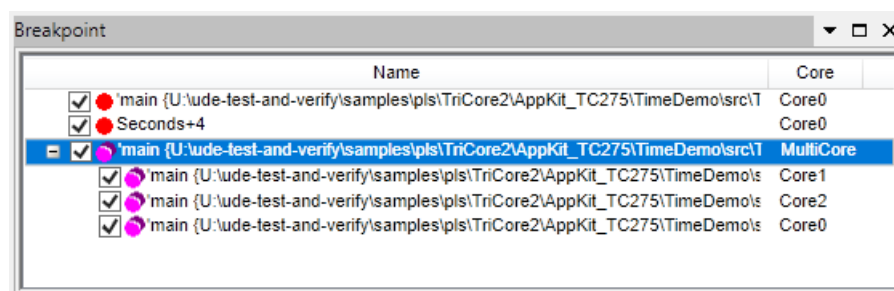 Breakpoint
Name Core
'main {U:\ude-test-and-verify\samples\pls\TriCore2\AppKit_TC275\TimeDemo\src\T Core0
Seconds+4 Core0
'main {U:\ude-test-and-verify\samples\pls\TriCore2\AppKit_TC275\TimeDemo\src\T MultiCore
'main {U:\ude-test-and-verify\samples\pls\TriCore2\AppKit_TC275\TimeDemo\s Core1
'main {U:\ude-test-and-verify\samples\pls\TriCore2\AppKit_TC275\TimeDemo\s Core2
'main {U:\ude-test-and-verify\samples\pls\TriCore2\AppKit_TC275\TimeDemo\s Core0